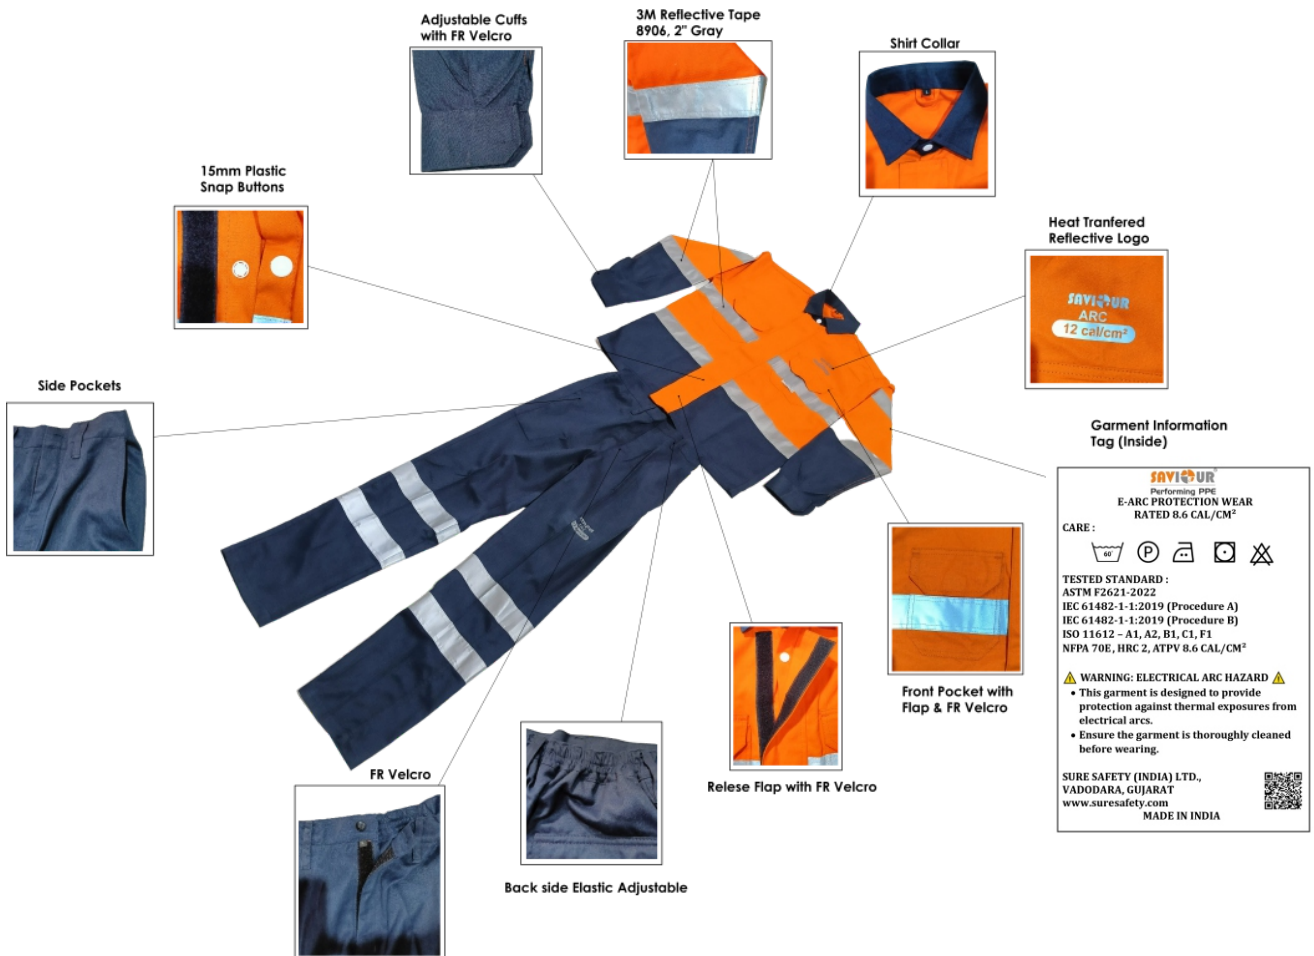 Adjustable Cuffs
with FR Velcro
3M Reflective Tape
8906, 2" Gray
Shirt Collar
15mm Plastic
Snap Buttons
Heat Tranfered
Reflective Logo
SAVIOUR
ARC
12 cal/cm²
Side Pockets
Garment Information
Tag (Inside)
SAVIOUR
Performing PPE
E-ARC PROTECTION WEAR
RATED 8.6 CAL/CM²
CARE :
60°
P
TESTED STANDARD :
ASTM F2621-2022
IEC 61482-1-1:2019 (Procedure A)
IEC 61482-1-1:2019 (Procedure B)
ISO 11612 – A1, A2, B1, C1, F1
NFPA 70E, HRC 2, ATPV 8.6 CAL/CM²
WARNING: ELECTRICAL ARC HAZARD
• This garment is designed to provide
protection against thermal exposures from
electrical arcs.
• Ensure the garment is thoroughly cleaned
before wearing.
SURE SAFETY (INDIA) LTD.,
VADODARA, GUJARAT
www.suresafety.com
MADE IN INDIA
Front Pocket with
Flap & FR Velcro
Relese Flap with FR Velcro
FR Velcro
Back side Elastic Adjustable